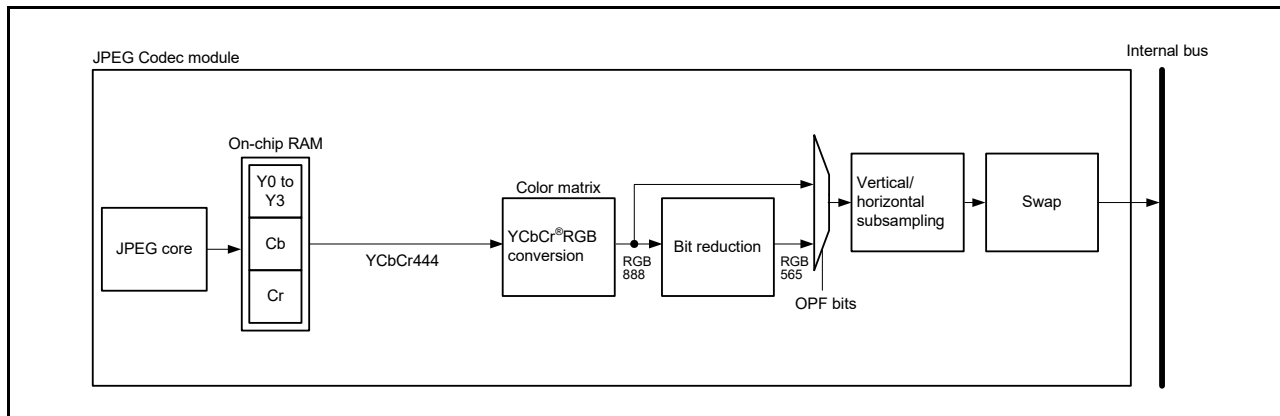 JPEG Codec module
Internal bus
On-chip RAM
Y0 to
Y3
Cb
Cr
JPEG core
YCbCr444
Color matrix
YCbCr®RGB
conversion
RGB
888
Bit reduction
RGB
565
OPF bits
Vertical/
horizontal
subsampling
Swap